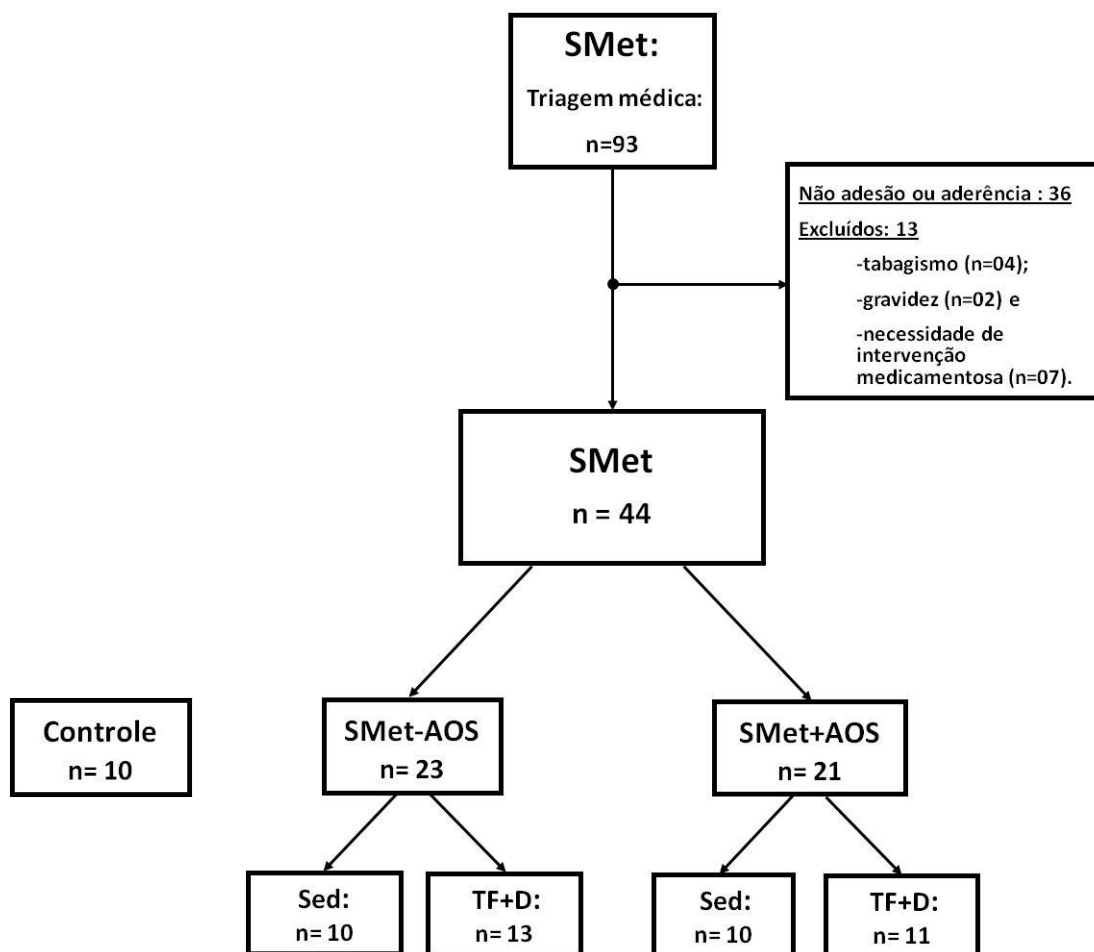 SMet:
Triagem médica:
n=93
Não adesão ou aderência : 36
Excluídos: 13
-tabagismo (n=04);
-gravidez (n=02) e
-necessidade de
intervenção
medicamentosa (n=07).
SMet
n = 44
Controle
n= 10
SMet-AOS
n= 23
SMet+AOS
n= 21
Sed:
n= 10
TF+D:
n= 13
Sed:
n= 10
TF+D:
n= 11